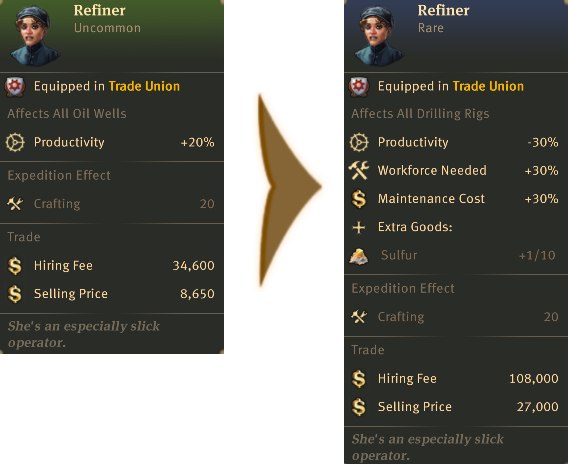 Refiner
Uncommon
Equipped in Trade Union
Affects All Oil Wells
Productivity +20%
Expedition Effect
Crafting 20
Trade
Hiring Fee 34,600
Selling Price 8,650
She's an especially slick
operator.
Refiner
Rare
Equipped in Trade Union
Affects All Drilling Rigs
Productivity -30%
Workforce Needed +30%
Maintenance Cost +30%
Extra Goods:
Sulfur +1/10
Expedition Effect
Crafting 20
Trade
Hiring Fee 108,000
Selling Price 27,000
She's an especially slick
operator.